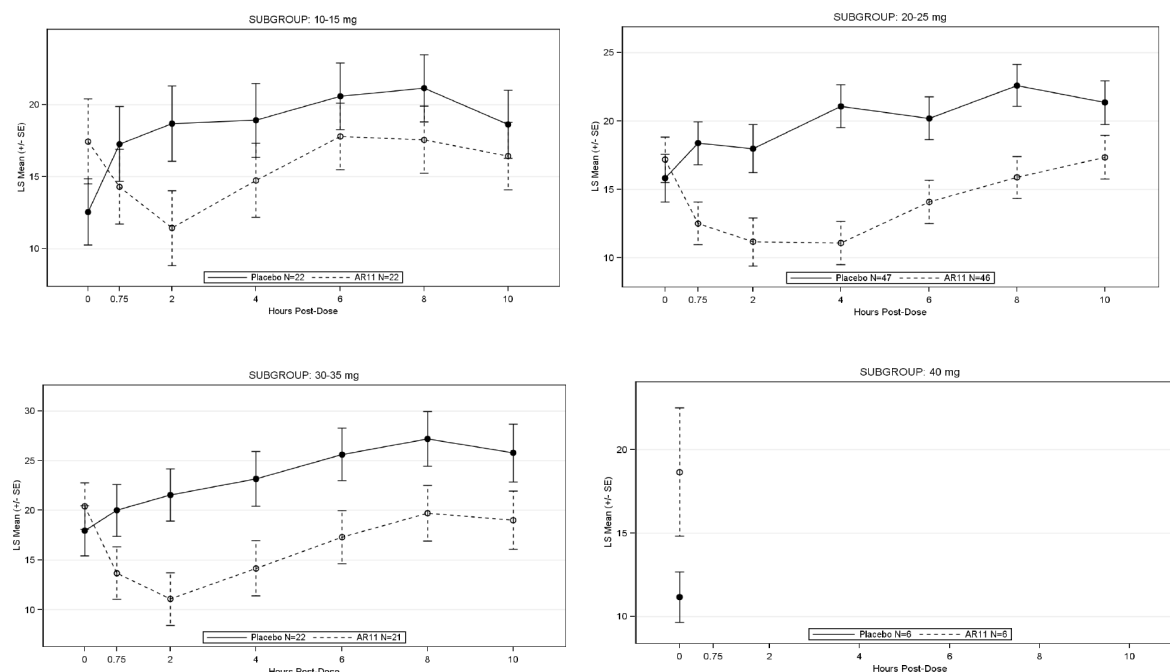 SUBGROUP: 10-15 mg
LS Mean (+/- SE)
20
15
10
Placebo N=22 AR11 N=22
0 0.75 2 4 6 8 10
Hours Post-Dose
SUBGROUP: 20-25 mg
LS Mean (+/- SE)
25
20
15
10
Placebo N=47 AR11 N=46
0 0.75 2 4 6 8 10
Hours Post-Dose
SUBGROUP: 30-35 mg
LS Mean (+/- SE)
30
25
20
15
10
Placebo N=22 AR11 N=21
0 0.75 2 4 6 8 10
Hours Post-Dose
SUBGROUP: 40 mg
LS Mean (+/- SE)
20
15
10
Placebo N=6 AR11 N=6
0 0.75 2 4 6 8 10
Hours Post-Dose